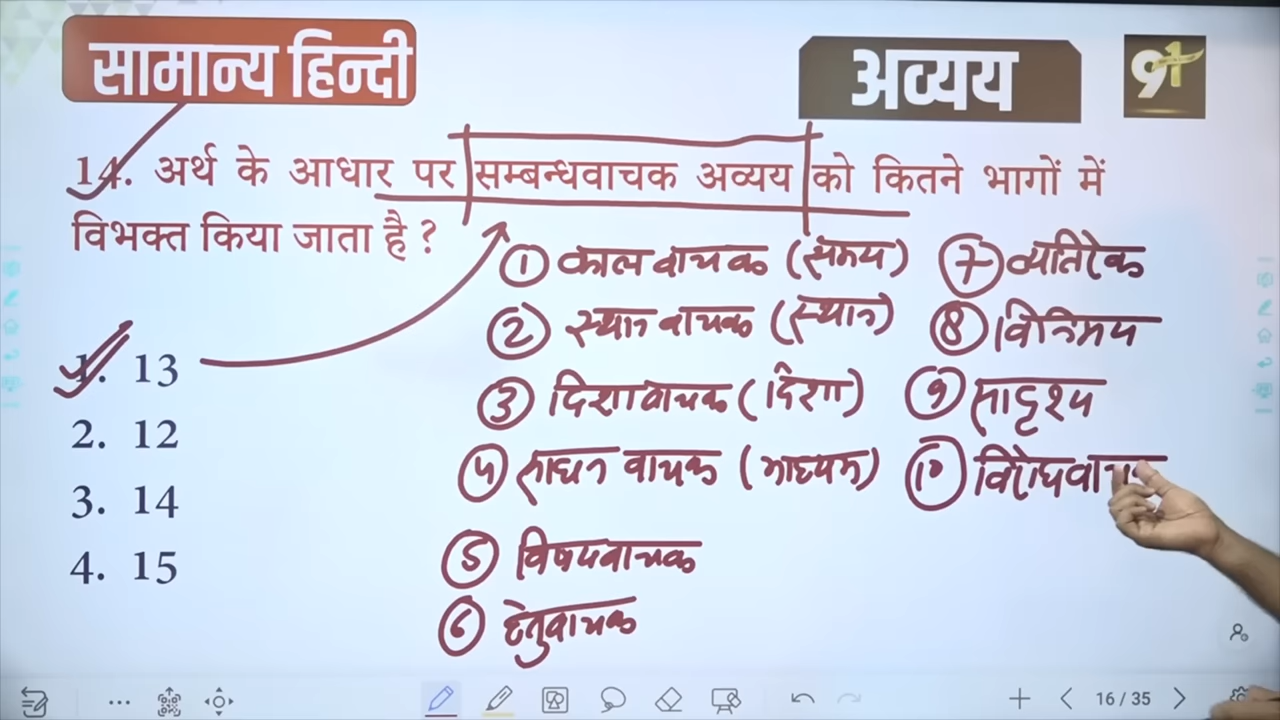 सामान्य हिन्दी
अव्यय
91
14. अर्थ के आधार पर सम्बन्धवाचक अव्यय को कितने भागों में
विभक्त किया जाता है ?
1. 13
2. 12
3. 14
4. 15
① कालवाचक (समय)
② स्थानवाचक (स्थान)
③ दिशावाचक (दिशा)
④ साधनवाचक (माध्यम)
⑤ विषयवाचक
⑥ हेतुवाचक
⑦ व्यतिरेक
⑧ विनिमय
⑨ सादृश्य
⑩ विरोधवाचक
16 / 35